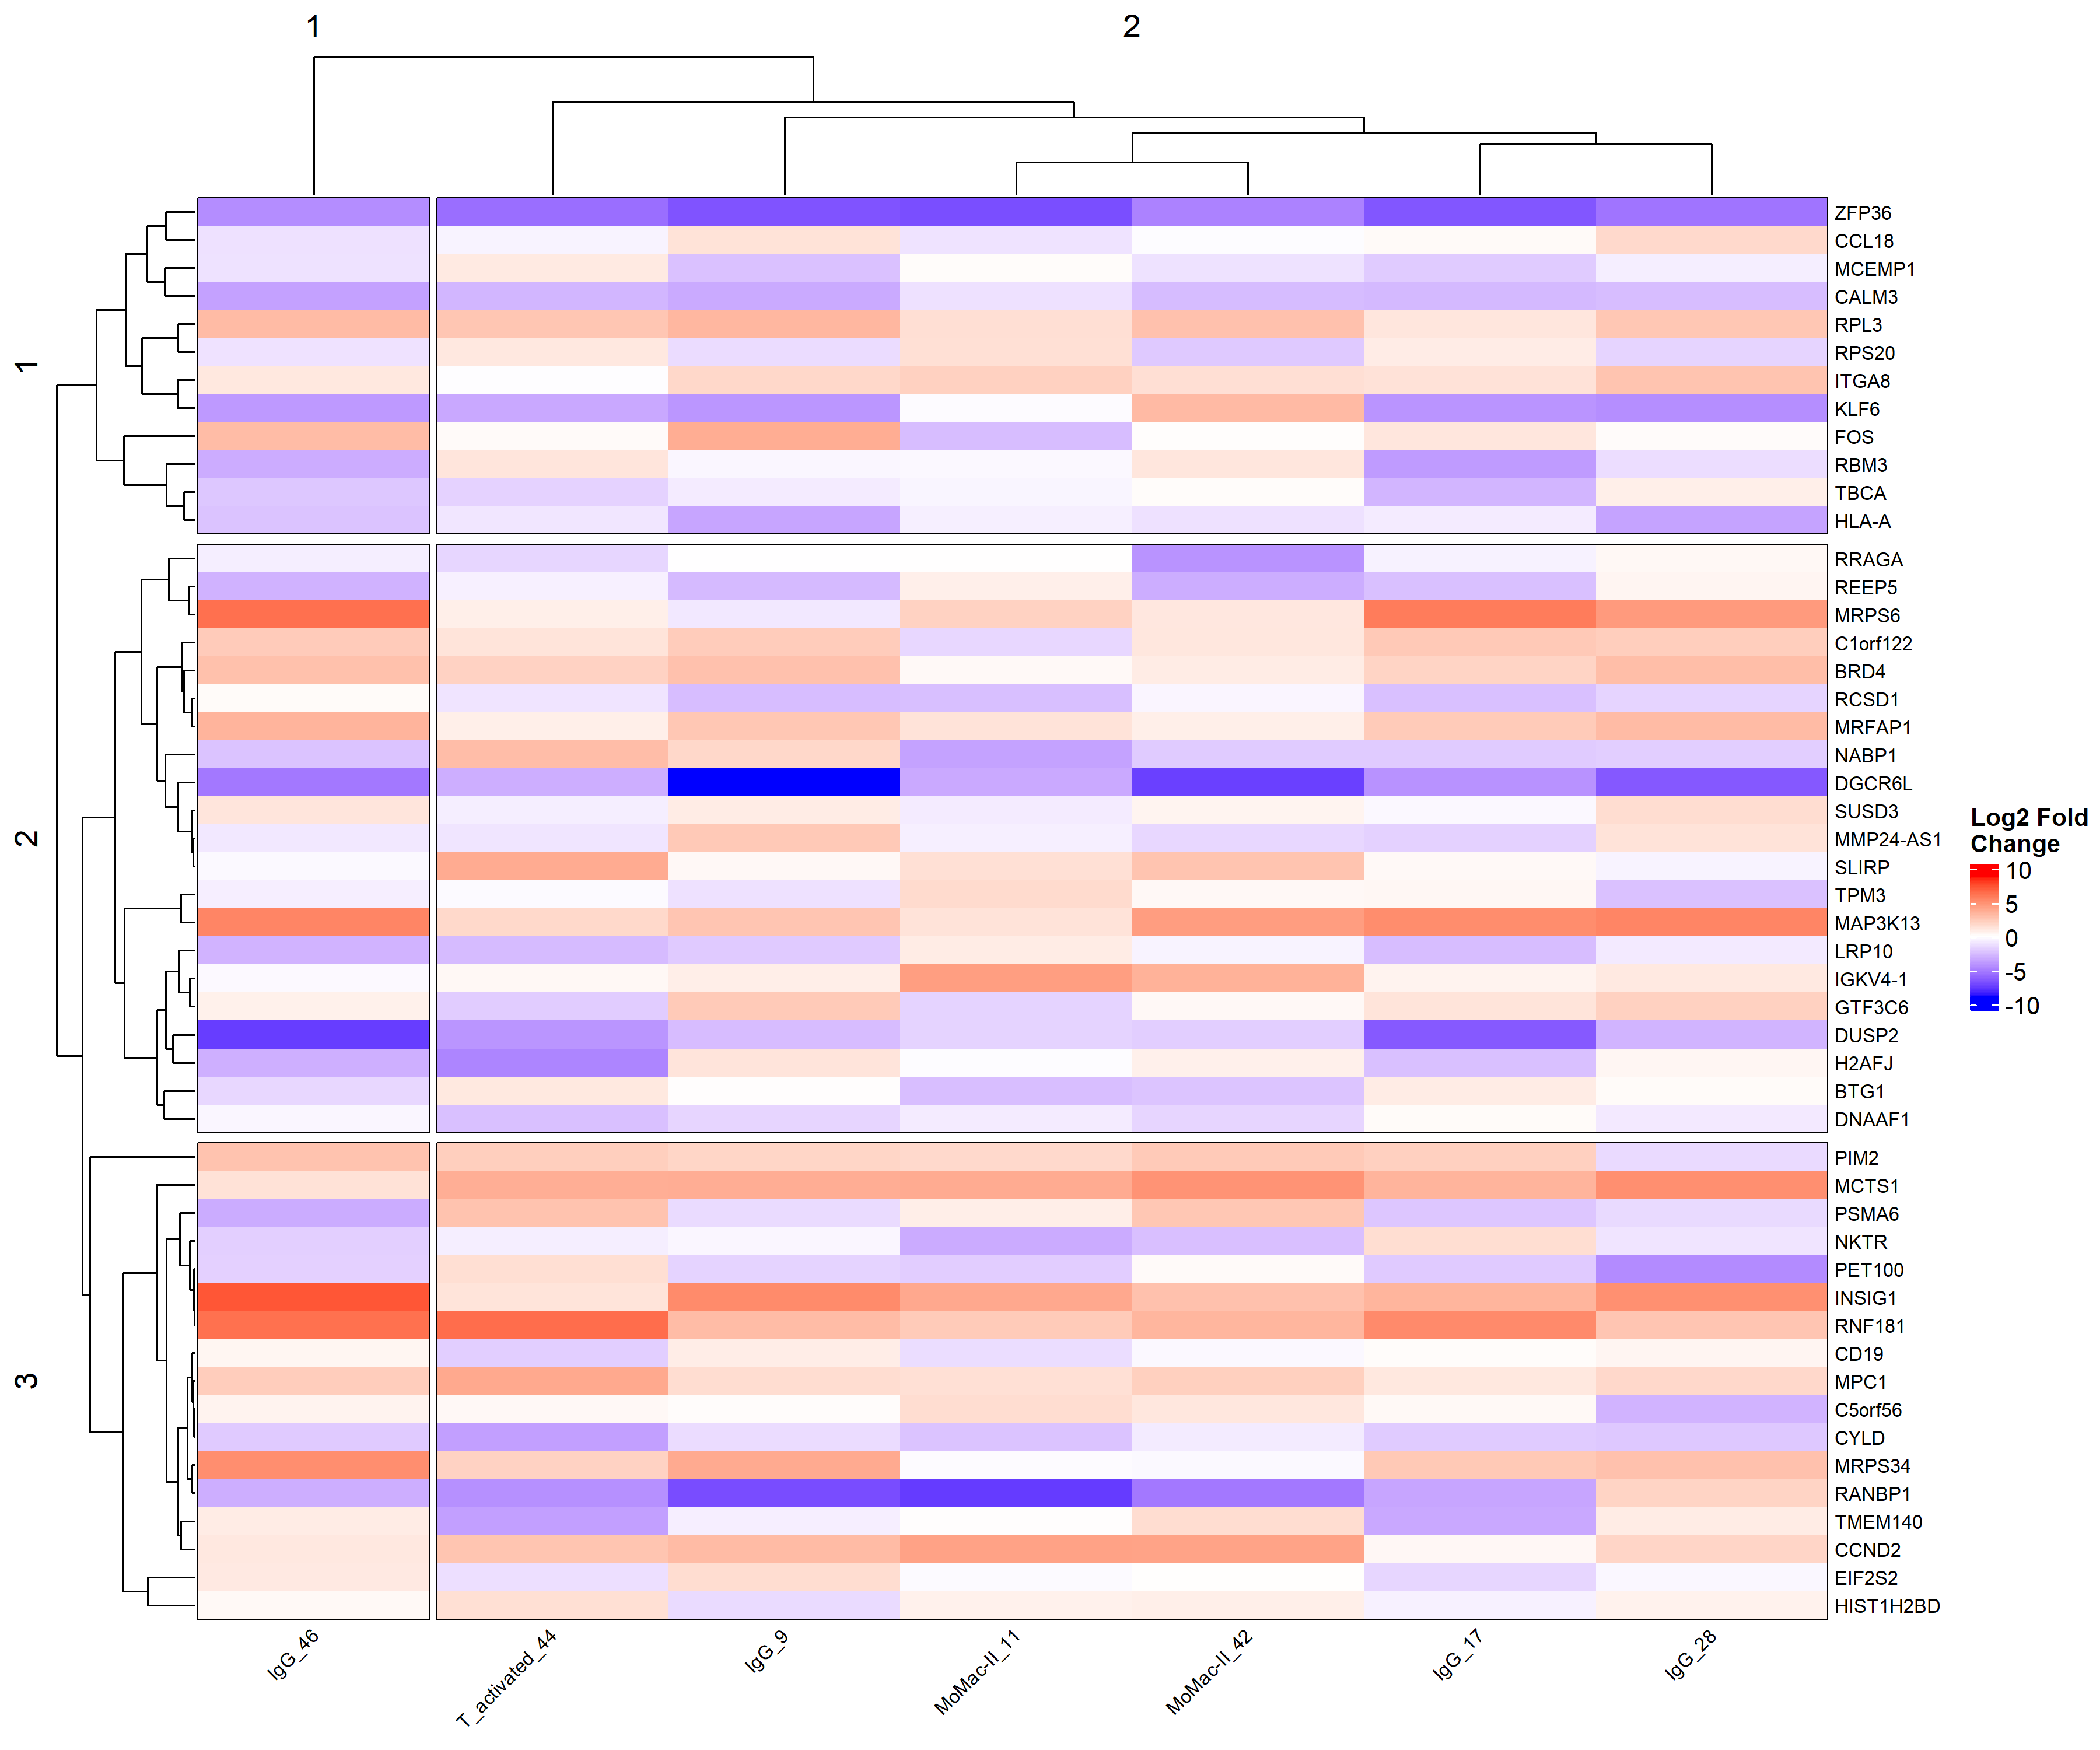 1
2
1
ZFP36
CCL18
MCEMP1
CALM3
RPL3
RPS20
ITGA8
KLF6
FOS
RBM3
TBCA
HLA-A
2
RRAGA
REEP5
MRPS6
C1orf122
BRD4
RCSD1
MRFAP1
NABP1
DGCR6L
SUSD3
MMP24-AS1
SLIRP
TPM3
MAP3K13
LRP10
IGKV4-1
GTF3C6
DUSP2
H2AFJ
BTG1
DNAAF1
3
PIM2
MCTS1
PSMA6
NKTR
PET100
INSIG1
RNF181
CD19
MPC1
C5orf56
CYLD
MRPS34
RANBP1
TMEM140
CCND2
EIF2S2
HIST1H2BD
IgG_46
T_activated_44
IgG_9
MoMac-II_11
MoMac-II_42
IgG_17
IgG_28
Log2 Fold
Change
10
5
0
-5
-10